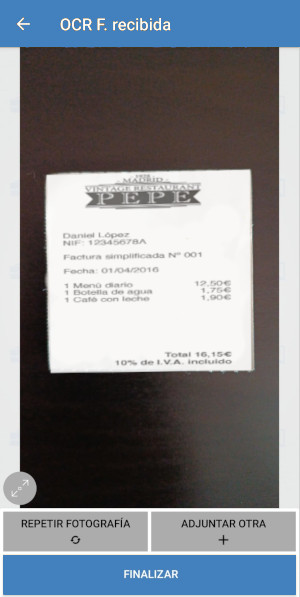 OCR F. recibida
MADRID
VINTAGE RESTAURANT
PEPE
Daniel López
NIF: 12345678A
Factura simplificada Nº 001
Fecha: 01/04/2016
1 Menú diario 12,50€
1 Botella de agua 1,75€
1 Café con leche 1,90€
Total 16,15€
10% de I.V.A. incluido
REPETIR FOTOGRAFÍA
ADJUNTAR OTRA
FINALIZAR